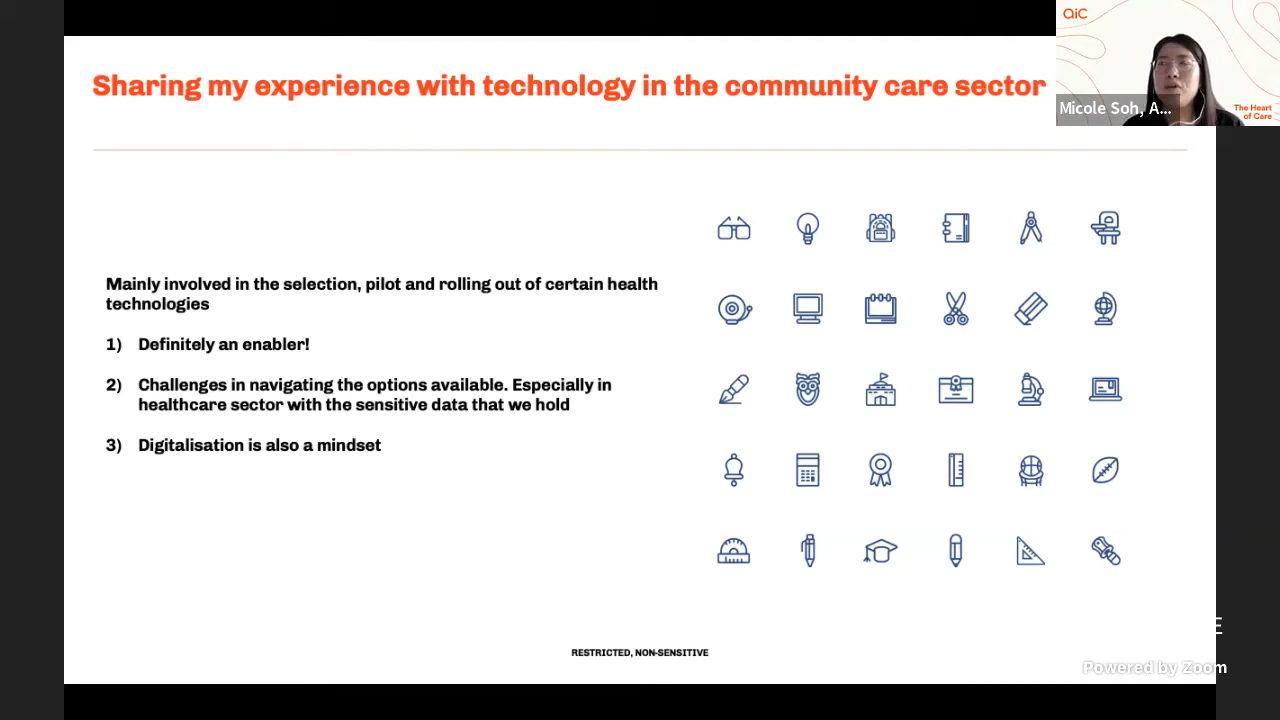 Sharing my experience with technology in the community care sector
aic
Micole Soh, A...
The Heart
of Care
Mainly involved in the selection, pilot and rolling out of certain health
technologies
1) Definitely an enabler!
2) Challenges in navigating the options available. Especially in
healthcare sector with the sensitive data that we hold
3) Digitalisation is also a mindset
RESTRICTED, NON-SENSITIVE
E
Powered by Zoom